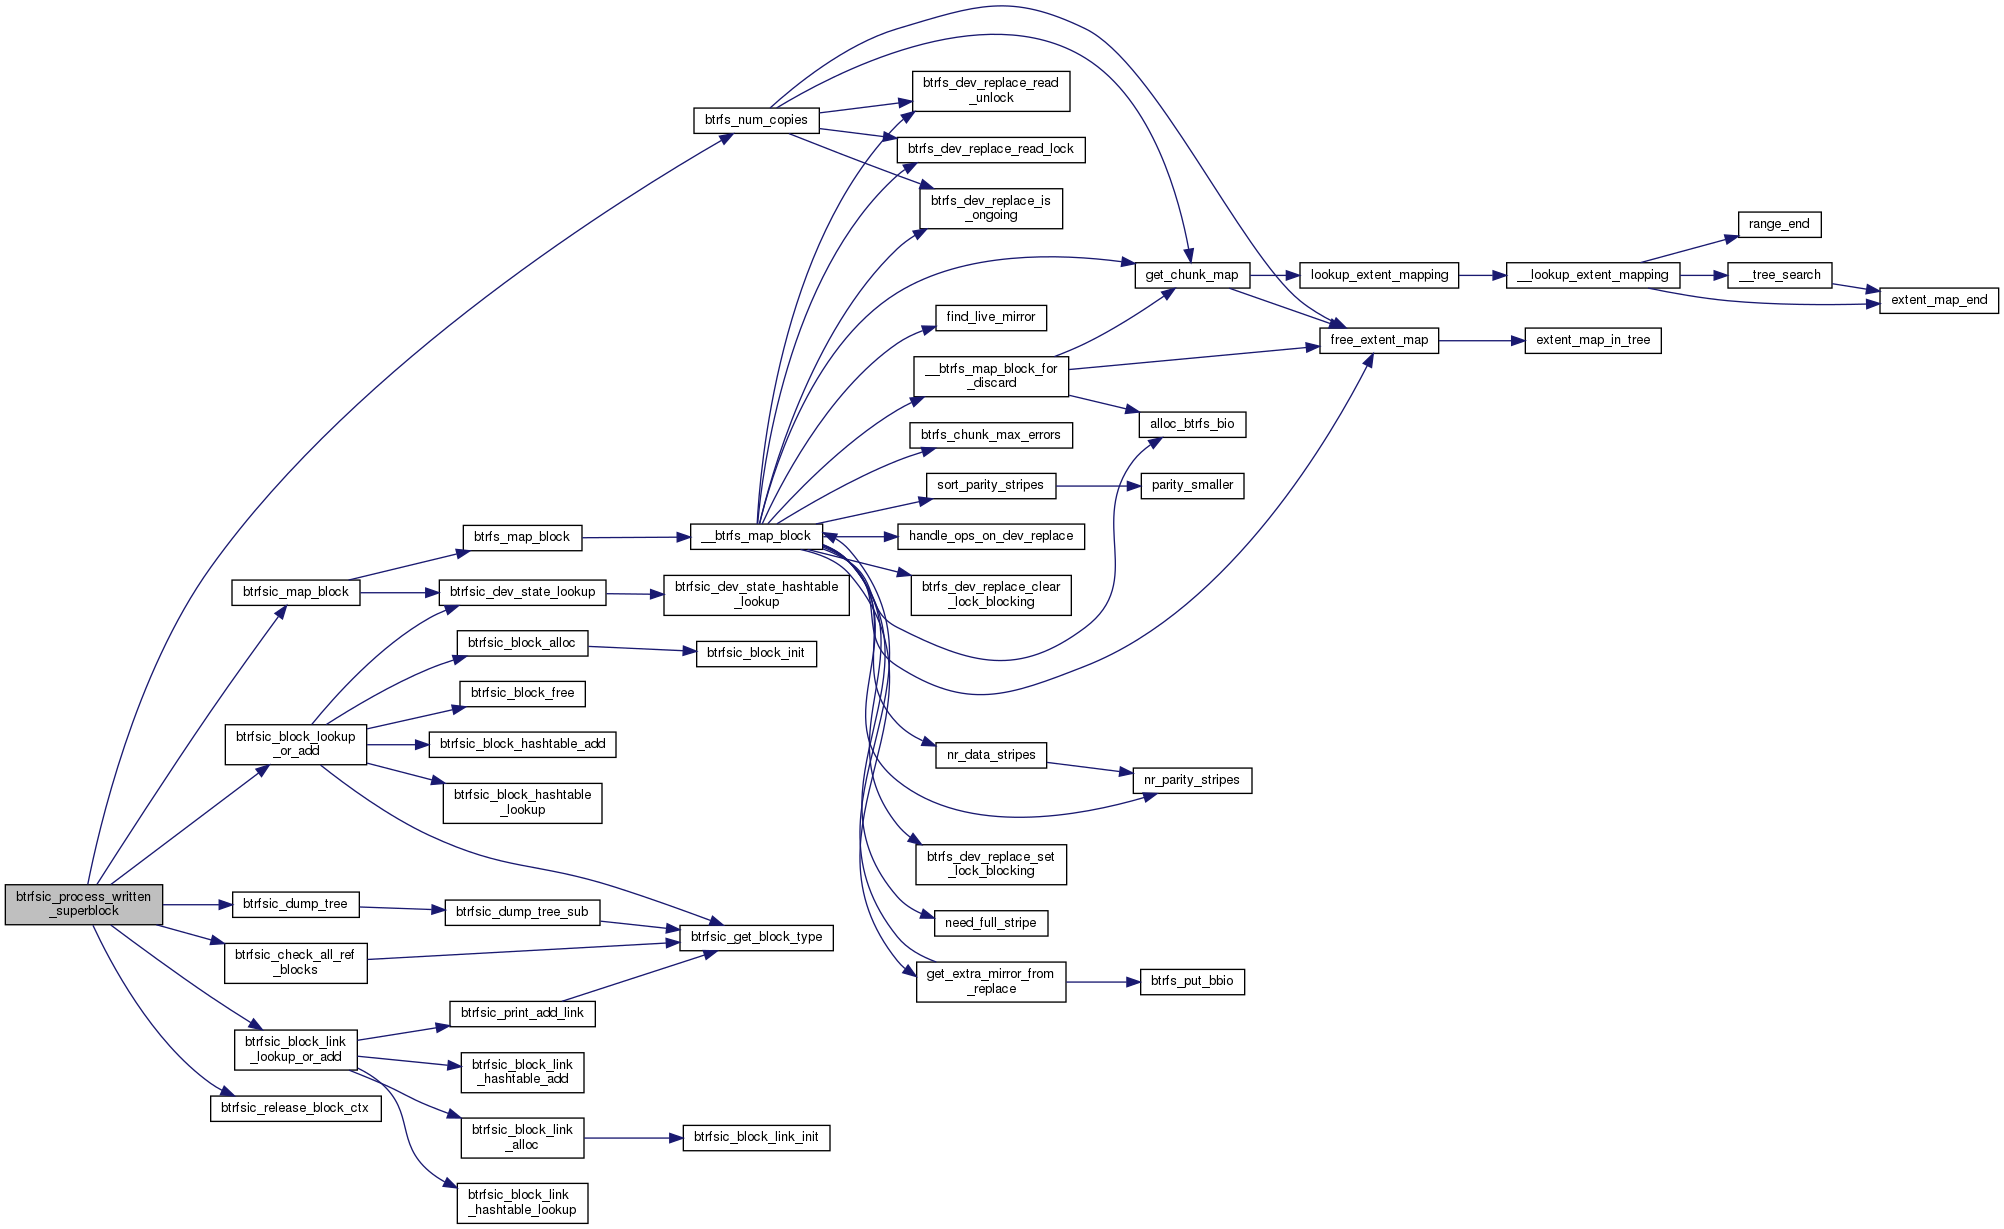 btrfs_dev_replace_read
_unlock
btrfs_num_copies
btrfs_dev_replace_read_lock
btrfs_dev_replace_is
_ongoing
range_end
get_chunk_map
lookup_extent_mapping
__lookup_extent_mapping
__tree_search
extent_map_end
find_live_mirror
free_extent_map
extent_map_in_tree
__btrfs_map_block_for
_discard
alloc_btrfs_bio
btrfs_chunk_max_errors
sort_parity_stripes
parity_smaller
btrfs_map_block
__btrfs_map_block
handle_ops_on_dev_replace
btrfsic_map_block
btrfsic_dev_state_lookup
btrfsic_dev_state_hashtable
_lookup
btrfs_dev_replace_clear
_lock_blocking
btrfsic_block_alloc
btrfsic_block_init
btrfsic_block_free
btrfsic_block_lookup
_or_add
btrfsic_block_hashtable_add
nr_data_stripes
nr_parity_stripes
btrfsic_block_hashtable
_lookup
btrfs_dev_replace_set
_lock_blocking
btrfsic_process_written
_superblock
btrfsic_dump_tree
btrfsic_dump_tree_sub
need_full_stripe
btrfsic_get_block_type
btrfsic_check_all_ref
_blocks
get_extra_mirror_from
_replace
btrfs_put_bbio
btrfsic_print_add_link
btrfsic_block_link
_lookup_or_add
btrfsic_block_link
_hashtable_add
btrfsic_release_block_ctx
btrfsic_block_link
_alloc
btrfsic_block_link_init
btrfsic_block_link
_hashtable_lookup